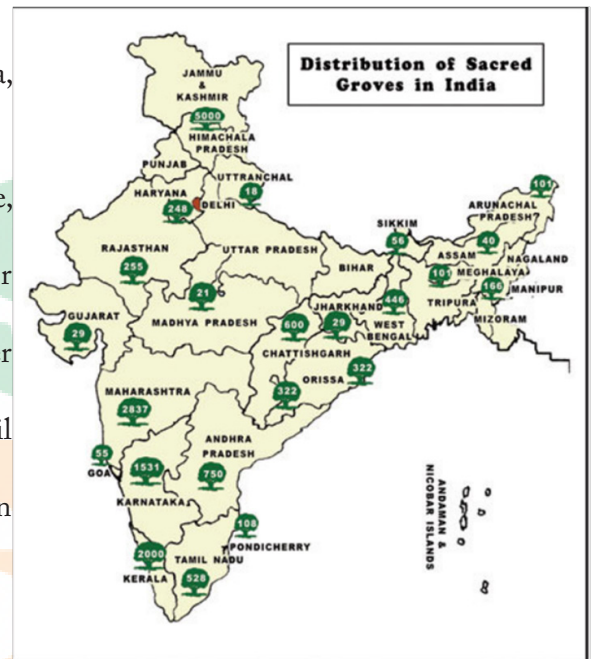 Distribution of Sacred
Groves in India
a,
e,
r
er
il
n
JAMMU
&
KASHMIR
5000
HIMACHALA
PRADESH
PUNJAB
UTTRANCHAL
18
HARYANA
248
DELHI
101
ARUNACHAL
PRADESH?
SIKKIM
56
40
ASSAM
NAGALAND
RAJASTHAN
255
UTTAR PRADESH
BIHAR
101
MEGHALAYA
166
MANIPUR
21
MADHYA PRADESH
GUJARAT
29
JHARKHAND
29
446
WEST
BENGAL
TRIPURA
MIZORAM
600
CHATTISHGARH
322
ORISSA
322
MAHARASHTRA
2837
ANDHRA
PRADESH
750
55
GOA
1531
KARNATAKA
108
PONDICHERRY
2000
KERALA
TAMIL NADU
528
ANDAMAN &
NICOBAR ISLANDS